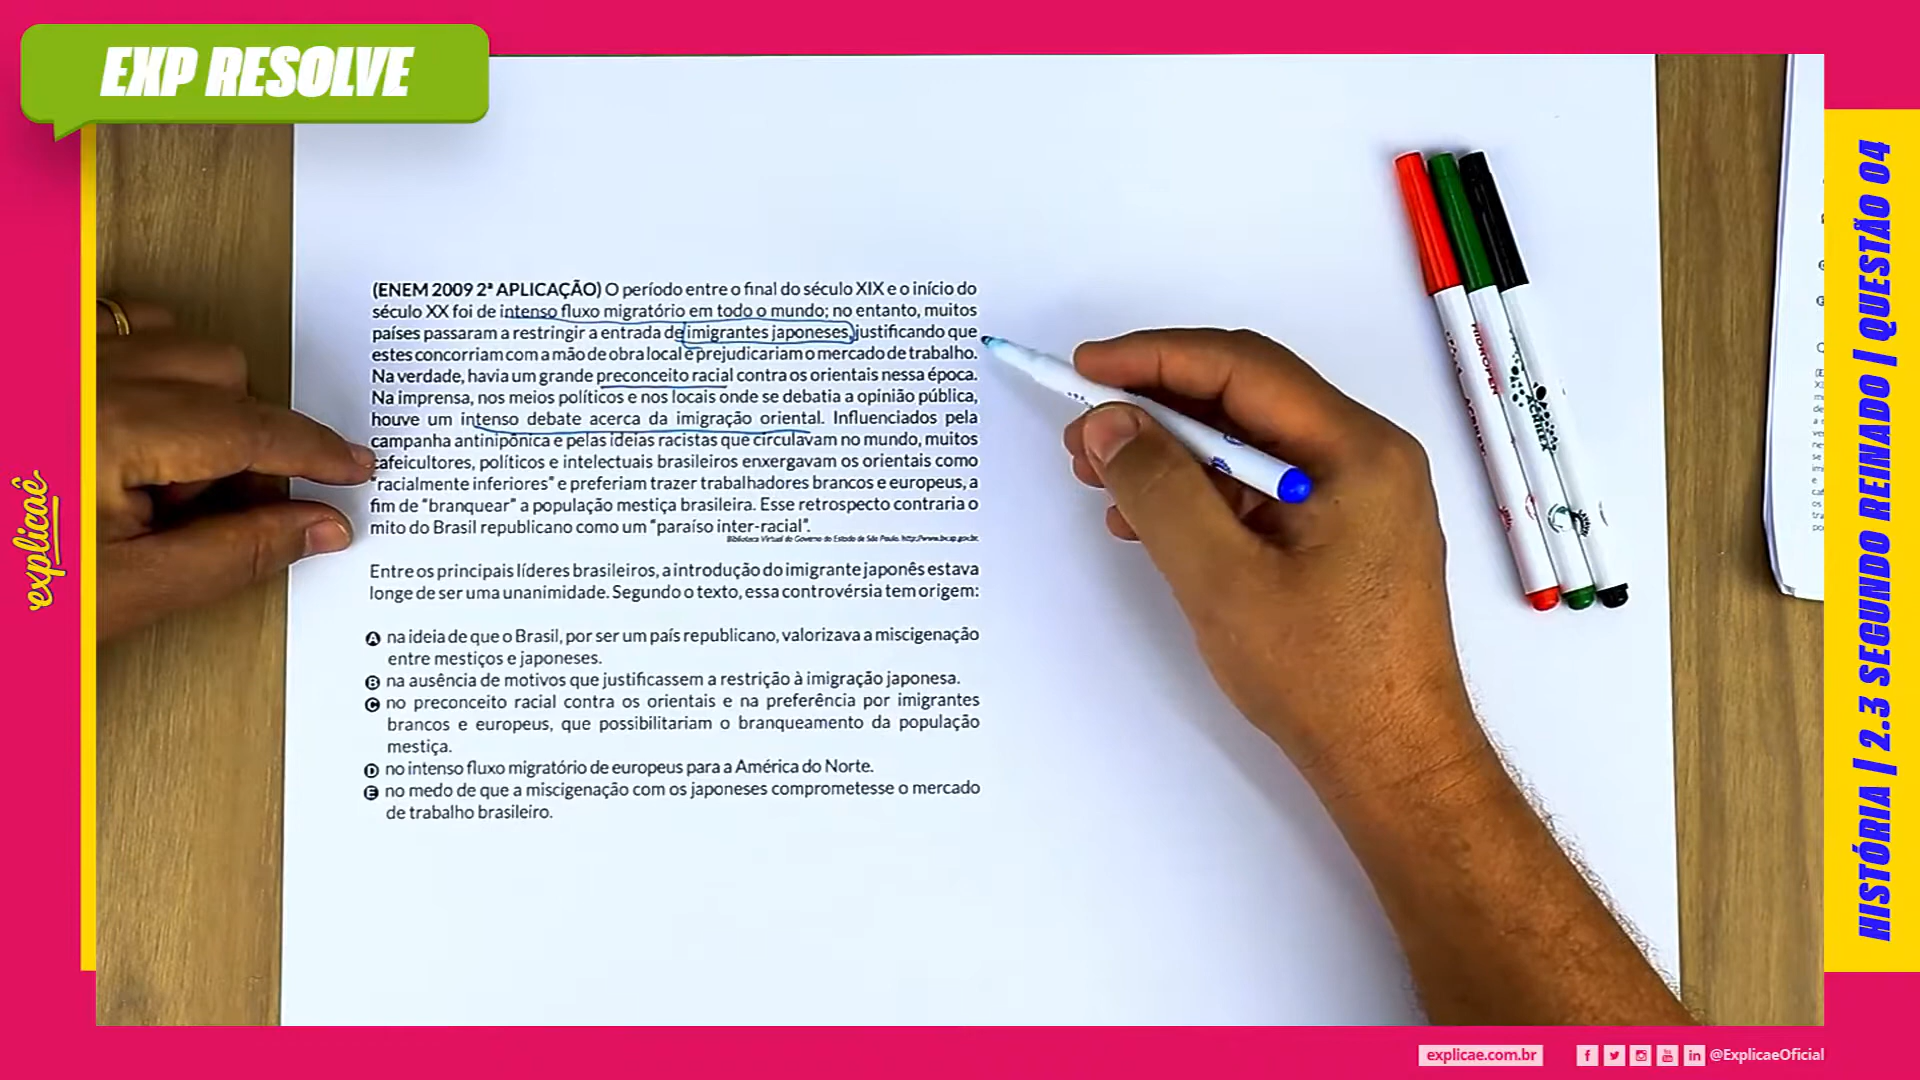 EXP RESOLVE
(ENEM 2009 2ª APLICAÇÃO) O período entre o final do século XIX e o início do
século XX foi de intenso fluxo migratório em todo o mundo; no entanto, muitos
países passaram a restringir a entrada de imigrantes japoneses, justificando que
estes concorriam com a mão de obra local e prejudicariam o mercado de trabalho.
Na verdade, havia um grande preconceito racial contra os orientais nessa época.
Na imprensa, nos meios políticos e nos locais onde se debatia a opinião pública,
houve um intenso debate acerca da imigração oriental. Influenciados pela
campanha antinipônica e pelas ideias racistas que circulavam no mundo, muitos
cafeicultores, políticos e intelectuais brasileiros enxergavam os orientais como
"racialmente inferiores" e preferiam trazer trabalhadores brancos e europeus, a
fim de "branquear" a população mestiça brasileira. Esse retrospecto contraria o
mito do Brasil republicano como um "paraíso inter-racial".
Biblioteca Virtual do Governo do Estado de São Paulo.
Entre os principais líderes brasileiros, a introdução do imigrante japonês estava
longe de ser uma unanimidade. Segundo o texto, essa controvérsia tem origem:
A na ideia de que o Brasil, por ser um país republicano, valorizava a miscigenação
entre mestiços e japoneses.
B na ausência de motivos que justificassem a restrição à imigração japonesa.
C no preconceito racial contra os orientais e na preferência por imigrantes
brancos e europeus, que possibilitariam o branqueamento da população
mestiça.
D no intenso fluxo migratório de europeus para a América do Norte.
E no medo de que a miscigenação com os japoneses comprometesse o mercado
de trabalho brasileiro.
HIDROPEN
ACRILEX
explicaê
HISTÓRIA | 2.3 SEGUNDO REINADO | QUESTÃO 04
explicae.com.br
@ExplicaeOficial